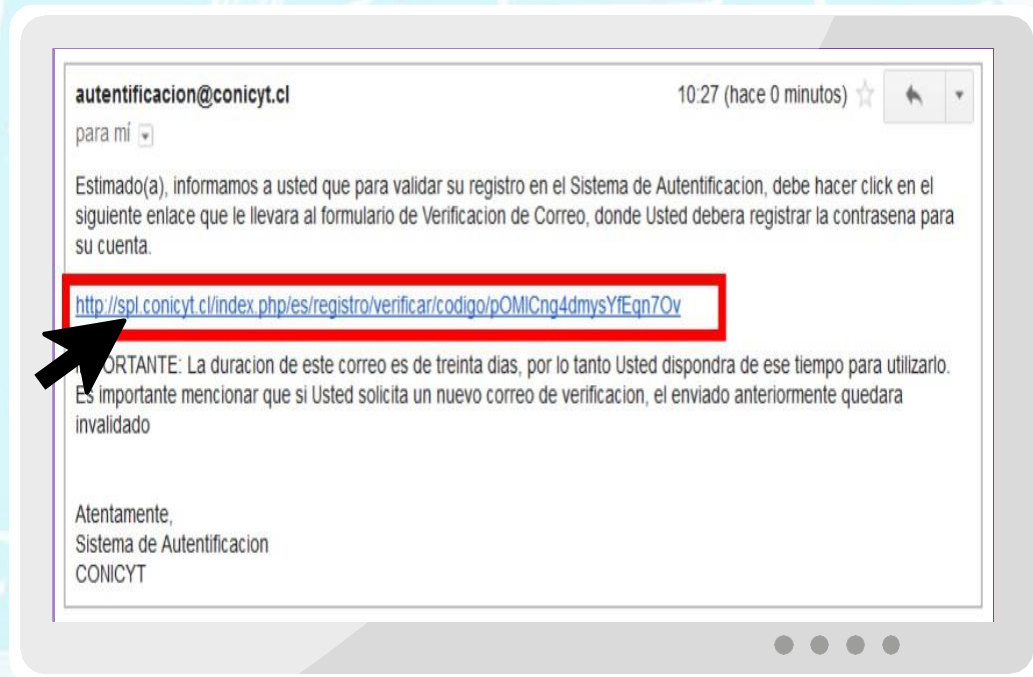 autentificacion@conicyt.cl 10:27 (hace 0 minutos)
para mí
Estimado(a), informamos a usted que para validar su registro en el Sistema de Autentificacion, debe hacer click en el
siguiente enlace que le llevara al formulario de Verificacion de Correo, donde Usted debera registrar la contrasena para
su cuenta.
http://spl.conicyt.cl/index.php/es/registro/verificar/codigo/pOMlCng4dmysYfEqn7Ov
ORTANTE: La duracion de este correo es de treinta dias, por lo tanto Usted dispondra de ese tiempo para utilizarlo.
Es importante mencionar que si Usted solicita un nuevo correo de verificacion, el enviado anteriormente quedara
invalidado
Atentamente,
Sistema de Autentificacion
CONICYT